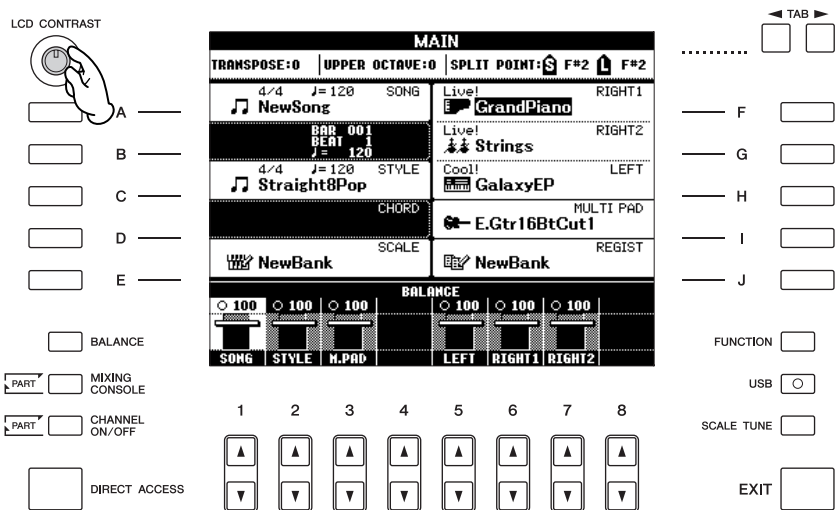 LCD CONTRAST
TAB
MAIN
TRANSPOSE:0 UPPER OCTAVE:0 SPLIT POINT: S F#2 L F#2
4/4 ♩=120 SONG
NewSong
BAR 001
BEAT 1
♩= 120
4/4 ♩=120 STYLE
Straight8Pop
CHORD
SCALE
NewBank
Live! RIGHT1
GrandPiano
Live! RIGHT2
Strings
Cool! LEFT
GalaxyEP
MULTI PAD
E.Gtr16BtCut1
REGIST
NewBank
BALANCE
100 100 100 100 100 100
SONG STYLE M.PAD LEFT RIGHT1 RIGHT2
A
B
C
D
E
F
G
H
I
J
BALANCE
PART MIXING
CONSOLE
PART CHANNEL
ON/OFF
DIRECT ACCESS
1 2 3 4 5 6 7 8
FUNCTION
USB
SCALE TUNE
EXIT